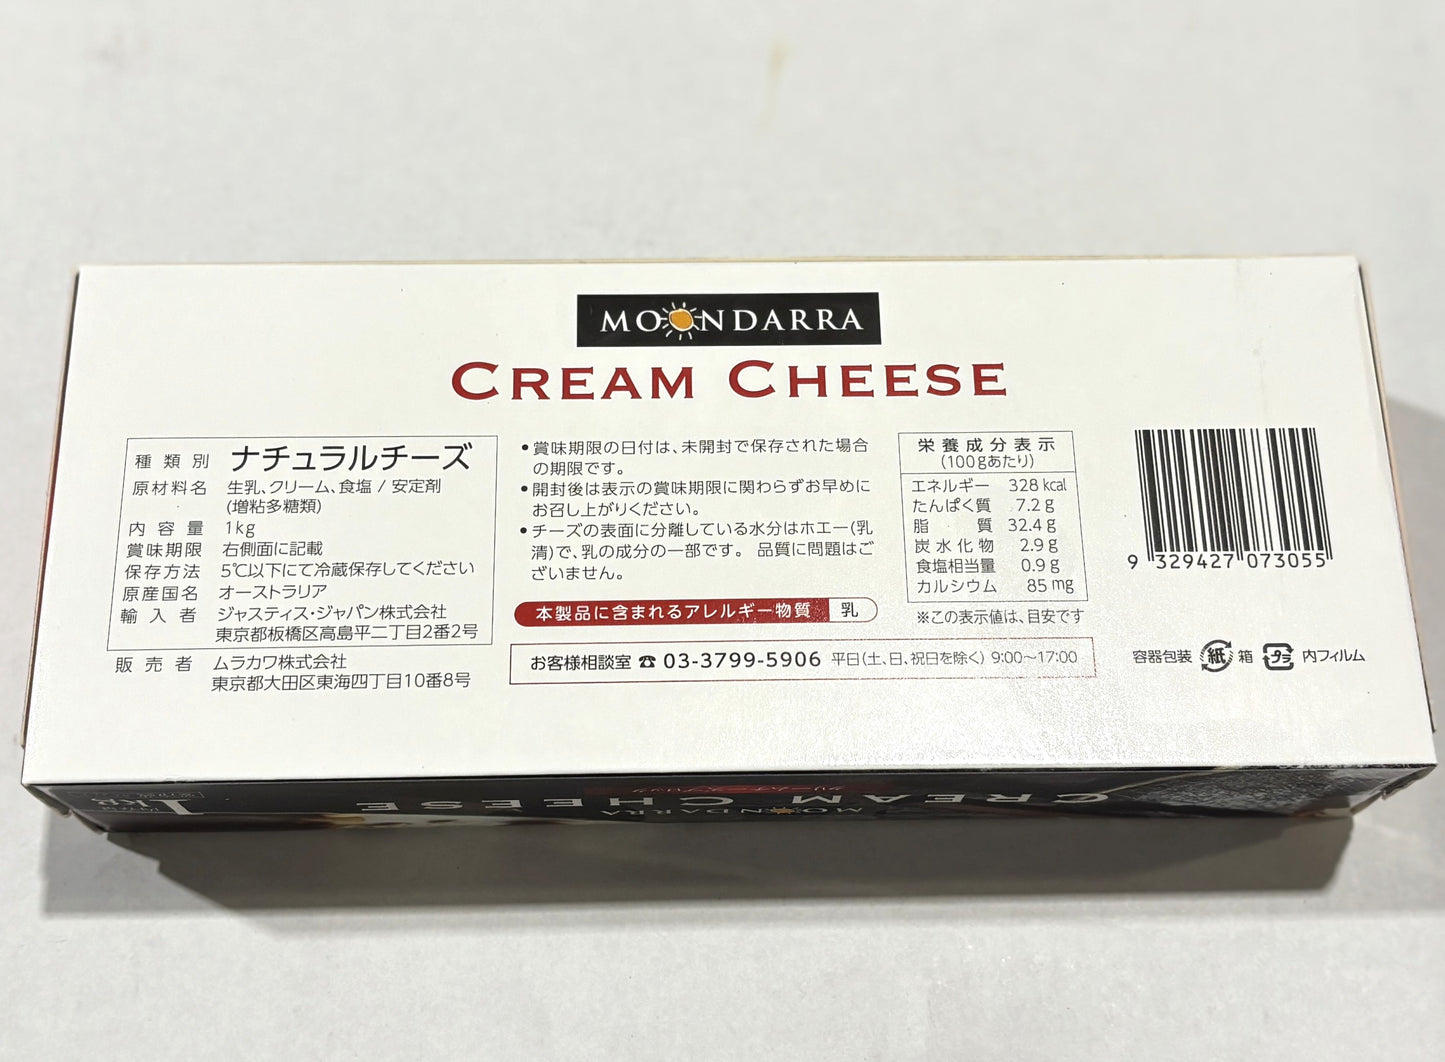 MOONDARRA
CREAM CHEESE
種類別 ナチュラルチーズ
原材料名 生乳、クリーム、食塩 / 安定剤
(増粘多糖類)
内容量 1kg
賞味期限 右側面に記載
保存方法 5℃以下にて冷蔵保存してください
原産国名 オーストラリア
輸入者 ジャスティス・ジャパン株式会社
東京都板橋区高島平二丁目2番2号
販売者 ムラカワ株式会社
東京都大田区東海四丁目10番8号
•賞味期限の日付は、未開封で保存された場合
の期限です。
•開封後は表示の賞味期限に関わらずお早めに
お召し上がりください。
•チーズの表面に分離している水分はホエー(乳
清)で、乳の成分の一部です。 品質に問題はご
ざいません。
本製品に含まれるアレルギー物質 乳
お客様相談室 ☎ 03-3799-5906 平日(土、日、祝日を除く) 9:00〜17:00
栄養成分表示
(100gあたり)
エネルギー 328 kcal
たんぱく質 7.2 g
脂質 32.4 g
炭水化物 2.9 g
食塩相当量 0.9 g
カルシウム 85 mg
※この表示値は、目安です
9 329427 073055
容器包装 紙 箱 プラ 内フィルム
クリームチーズブロック
CREAM CHEESE
MOONDARRA
1KG